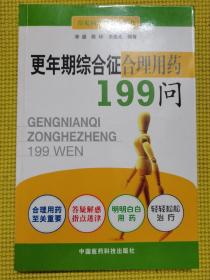 更年期综合征合理用药
199问
GENGNIANQI
ZONGHEZHENG
199 WEN
合理用药
至关重要
答疑解惑
指点迷津
明明白白
用药
轻轻松松
治疗
中国医药科技出版社